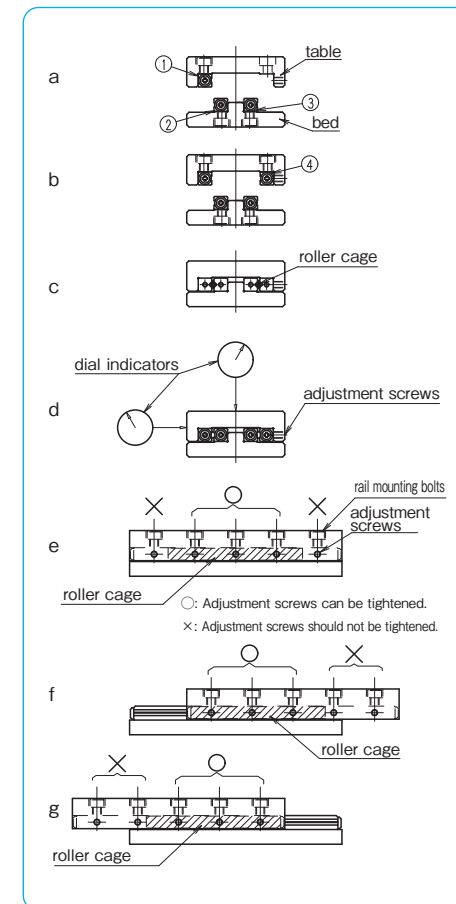 a
①
table
②
③
bed
b
④
c
roller cage
dial indicators
d
adjustment screws
e
×
○
×
rail mounting bolts
adjustment
screws
roller cage
○: Adjustment screws can be tightened.
×: Adjustment screws should not be tightened.
○
×
f
roller cage
×
○
g
roller cage